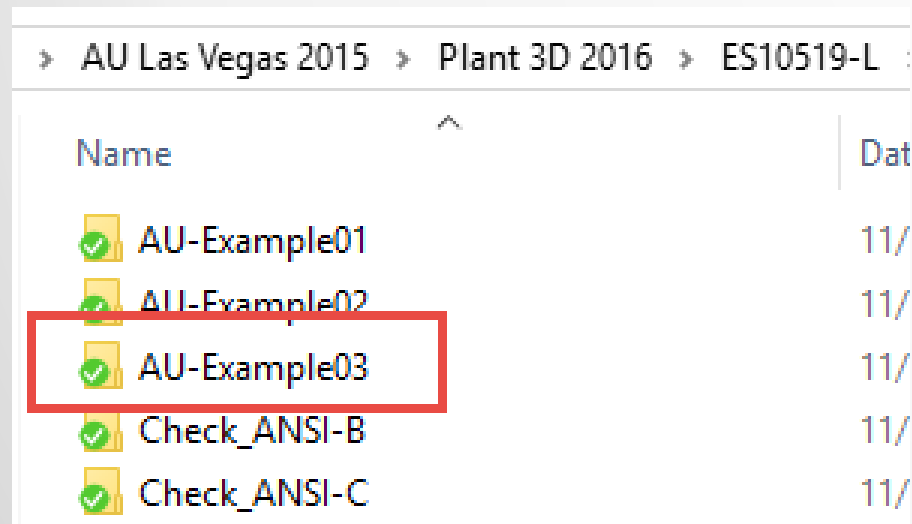 > AU Las Vegas 2015 > Plant 3D 2016 > ES10519-L
Name Dat
AU-Example01 11/
AU-Example02 11/
AU-Example03 11/
Check_ANSI-B 11/
Check_ANSI-C 11/